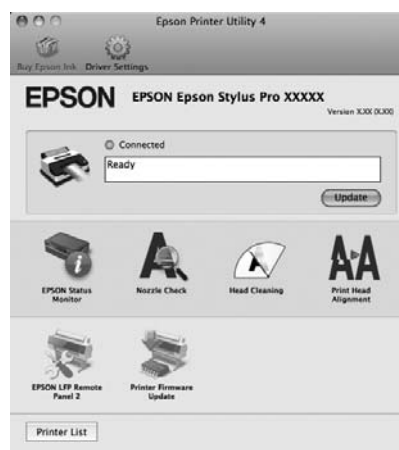 Epson Printer Utility 4
Buy Epson Ink Driver Settings
EPSON EPSON Epson Stylus Pro XXXXX
Version X.XX (X.XX)
Connected
Ready
Update
EPSON Status Monitor
Nozzle Check
Head Cleaning
Print Head Alignment
EPSON LFP Remote Panel 2
Printer Firmware Update
Printer List